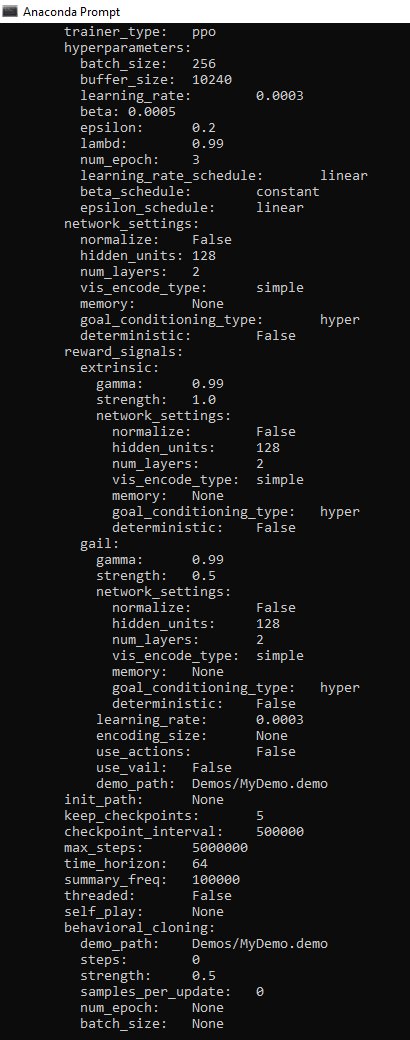 Anaconda Prompt
trainer_type: ppo
hyperparameters:
batch_size: 256
buffer_size: 10240
learning_rate: 0.0003
beta: 0.0005
epsilon: 0.2
lambd: 0.99
num_epoch: 3
learning_rate_schedule: linear
beta_schedule: constant
epsilon_schedule: linear
network_settings:
normalize: False
hidden_units: 128
num_layers: 2
vis_encode_type: simple
memory: None
goal_conditioning_type: hyper
deterministic: False
reward_signals:
extrinsic:
gamma: 0.99
strength: 1.0
network_settings:
normalize: False
hidden_units: 128
num_layers: 2
vis_encode_type: simple
memory: None
goal_conditioning_type: hyper
deterministic: False
gail:
gamma: 0.99
strength: 0.5
network_settings:
normalize: False
hidden_units: 128
num_layers: 2
vis_encode_type: simple
memory: None
goal_conditioning_type: hyper
deterministic: False
learning_rate: 0.0003
encoding_size: None
use_actions: False
use_vail: False
demo_path: Demos/MyDemo.demo
init_path: None
keep_checkpoints: 5
checkpoint_interval: 500000
max_steps: 5000000
time_horizon: 64
summary_freq: 100000
threaded: False
self_play: None
behavioral_cloning:
demo_path: Demos/MyDemo.demo
steps: 0
strength: 0.5
samples_per_update: 0
num_epoch: None
batch_size: None